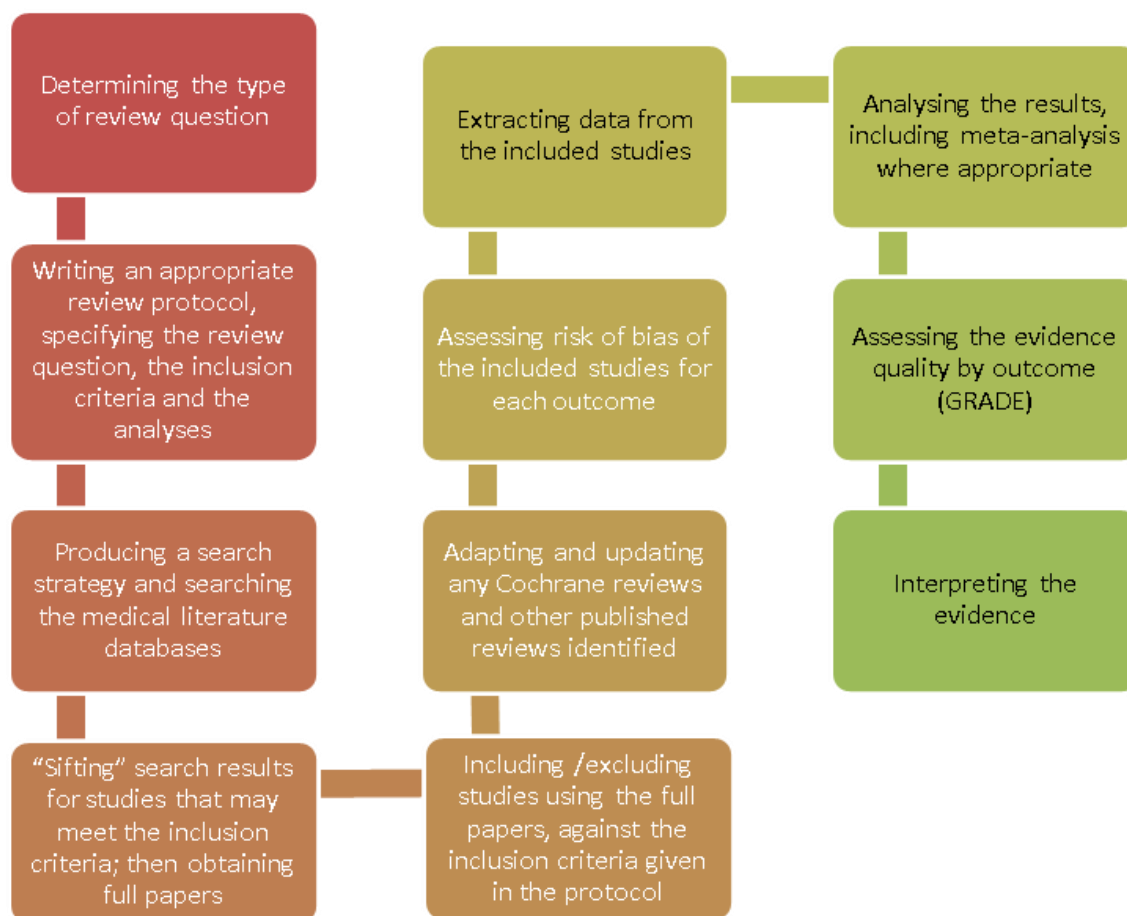 Determining the type
of review question
Writing an appropriate
review protocol,
specifying the review
question, the inclusion
criteria and the
analyses
Producing a search
strategy and searching
the medical literature
databases
“Sifting” search results
for studies that may
meet the inclusion
criteria; then obtaining
full papers
Including /excluding
studies using the full
papers, against the
inclusion criteria given
in the protocol
Adapting and updating
any Cochrane reviews
and other published
reviews identified
Assessing risk of bias of
the included studies for
each outcome
Extracting data from
the included studies
Analysing the results,
including meta-analysis
where appropriate
Assessing the evidence
quality by outcome
(GRADE)
Interpreting the
evidence